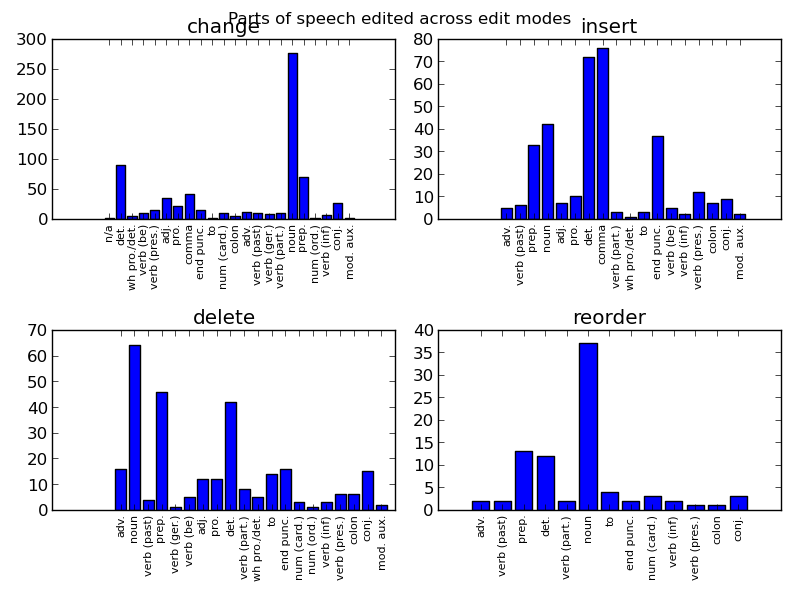 Parts of speech edited across edit modes
change
300
250
200
150
100
50
0
n/a
det.
wh pro./det.
verb (be)
verb (pres.)
adj.
pro.
comma
end punc.
to
num (card.)
colon
adv.
verb (past)
verb (ger.)
verb (part.)
noun
prep.
num (ord.)
verb (inf)
conj.
mod. aux.
insert
80
70
60
50
40
30
20
10
0
adv.
verb (past)
prep.
noun
adj.
pro.
det.
comma
verb (part.)
wh pro./det.
to
end punc.
verb (be)
verb (inf)
verb (pres.)
colon
conj.
mod. aux.
delete
70
60
50
40
30
20
10
0
adv.
noun
verb (past)
prep.
verb (ger.)
verb (be)
adj.
pro.
det.
verb (part.)
wh pro./det.
to
end punc.
num (card.)
num (ord.)
verb (inf)
verb (pres.)
colon
conj.
mod. aux.
reorder
40
35
30
25
20
15
10
5
0
adv.
verb (past)
prep.
det.
verb (part.)
noun
to
end punc.
num (card.)
verb (inf)
verb (pres.)
colon
conj.